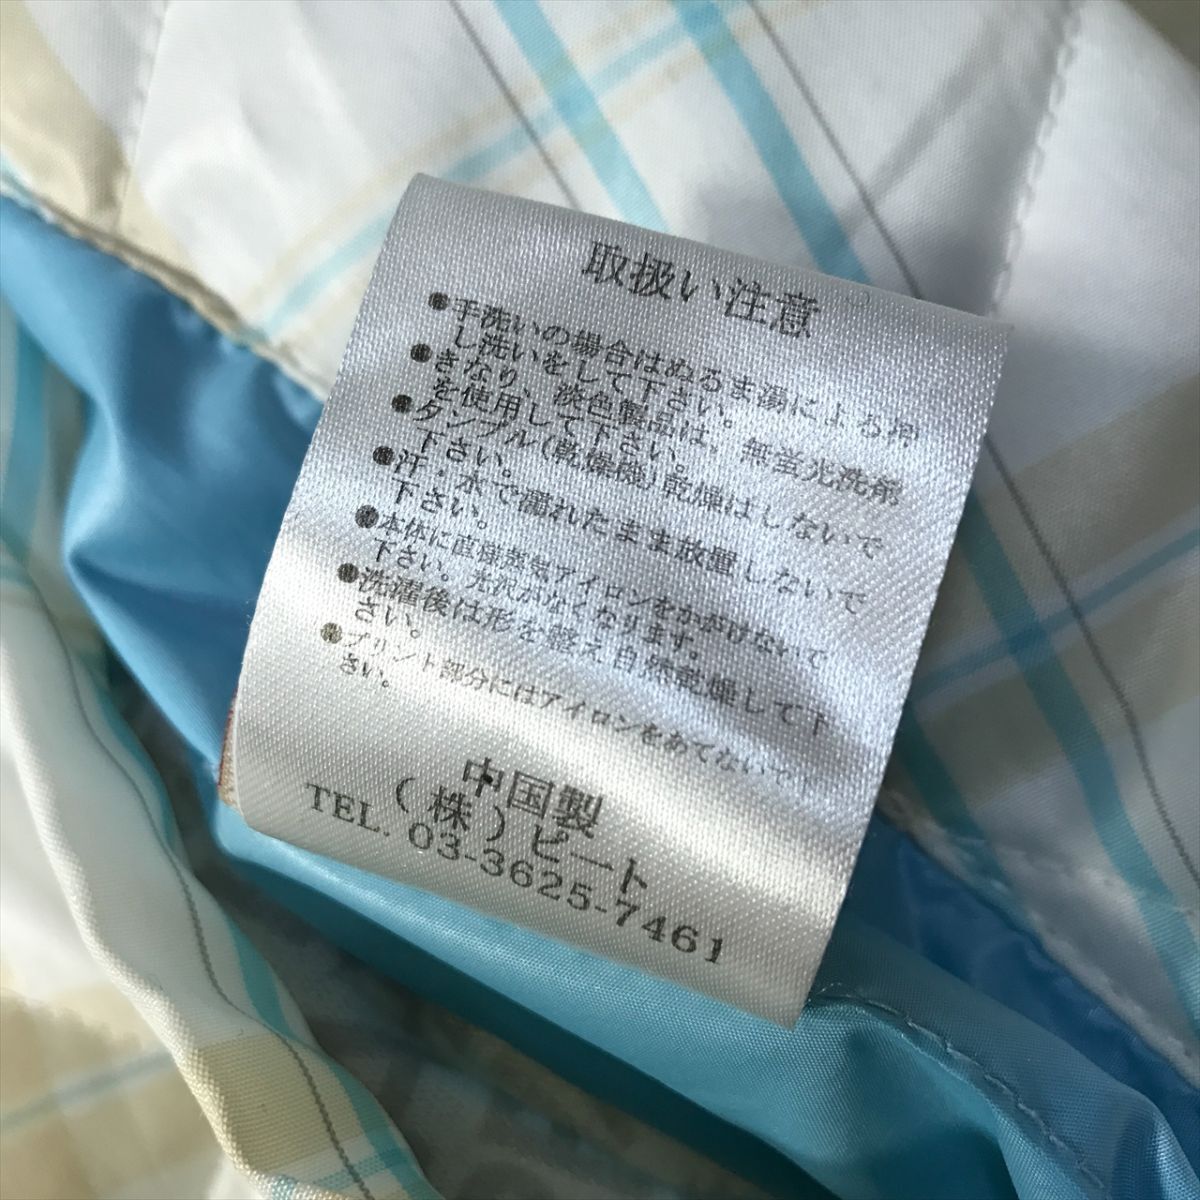 取扱い注意
●手洗いの場合はぬるま湯による押
し洗いをして下さい。
●きなり、淡色製品は、無蛍光洗剤
を使用して下さい。
●タンブル(乾燥機)乾燥はしないで
下さい。
●汗、水で濡れたまま放置しないで
下さい。
●本体に直接蒸気アイロンをかけないで
下さい。光沢がなくなります。
●洗濯後は形を整え自然乾燥して下
さい。
●プリント部分にはアイロンをあてないで下
さい。
中国製
(株)ビート
TEL. 03-3625-7461